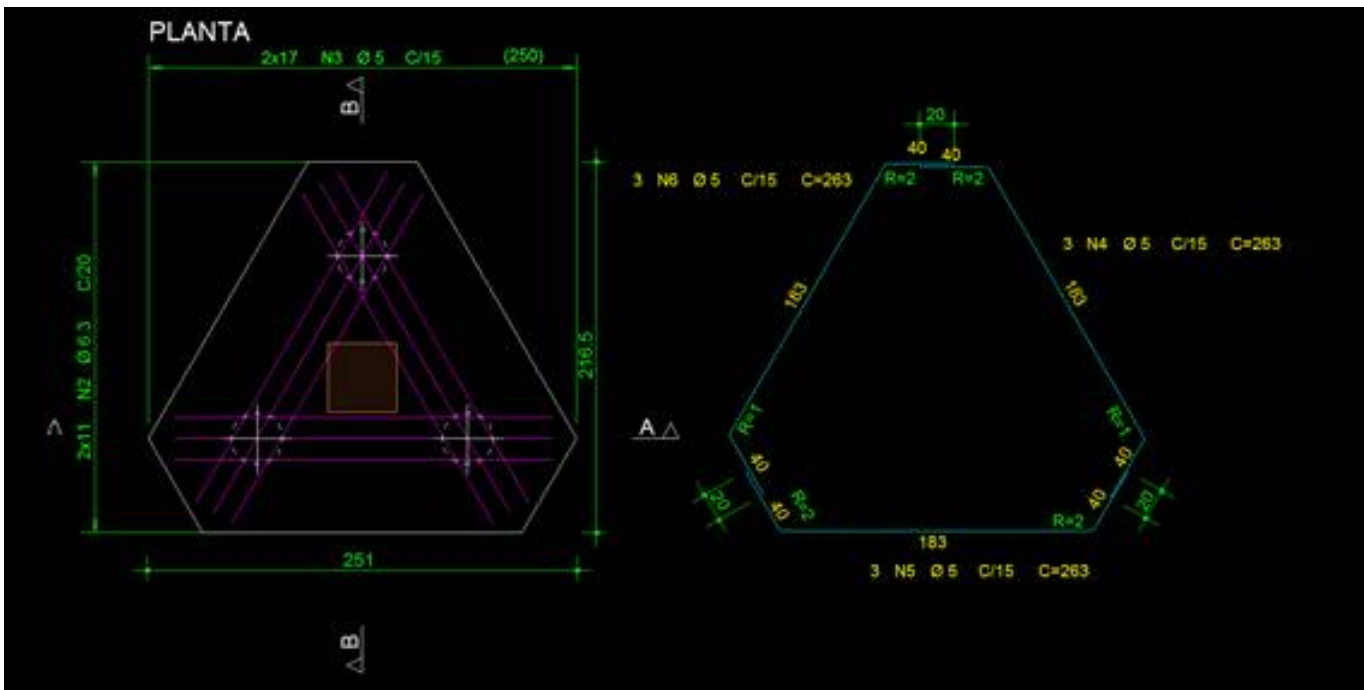 PLANTA
2x17 N3 Ø 5 C/15 (250)
B
2x11 N2 Ø 6.3 C/20
216.5
251
B
A
20
40
40
R=2
R=2
3 N6 Ø 5 C/15 C=263
3 N4 Ø 5 C/15 C=263
183
183
R=1
R=1
40
40
20
40
R=2
40
20
R=2
183
3 N5 Ø 5 C/15 C=263